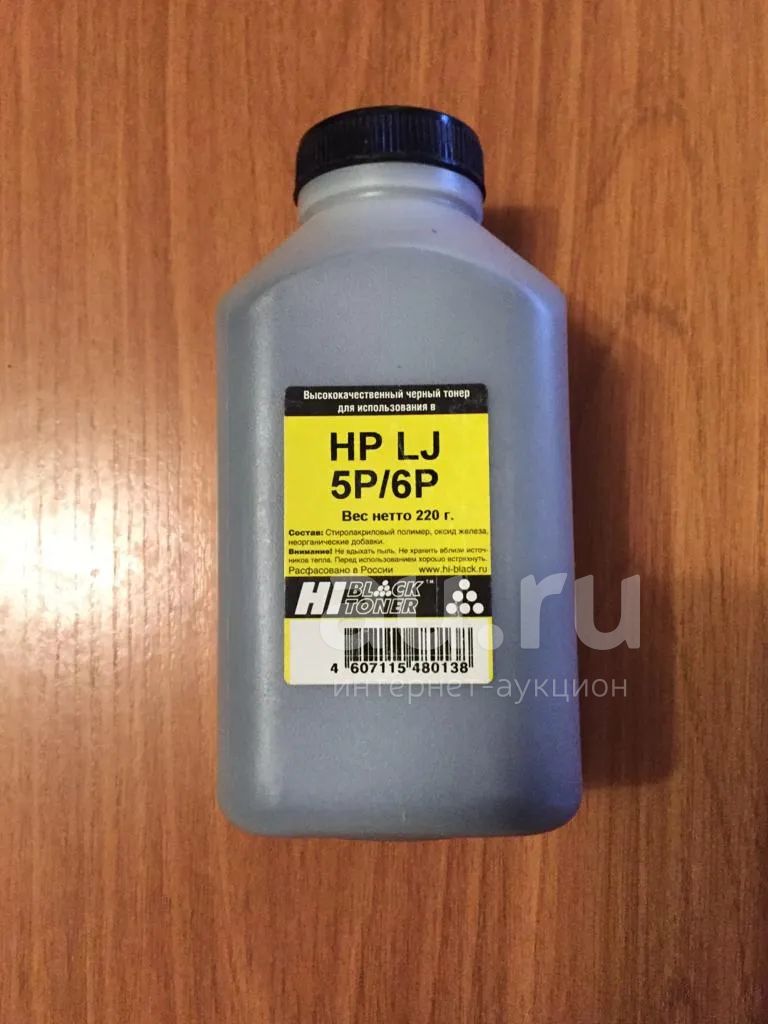 Высококачественный черный тонер
для использования в
HP LJ
5P/6P
Вес нетто 220 г.
Состав: Стиролакриловый полимер, оксид железа,
неорганические добавки.
Внимание! Не вдыхать пыль. Не хранить вблизи источ-
ников тепла. Перед использованием хорошо встряхнуть.
Расфасовано в России www.hi-black.ru
HI BLACK TONER™
4 607115 480138
au.ru
интернет-аукцион